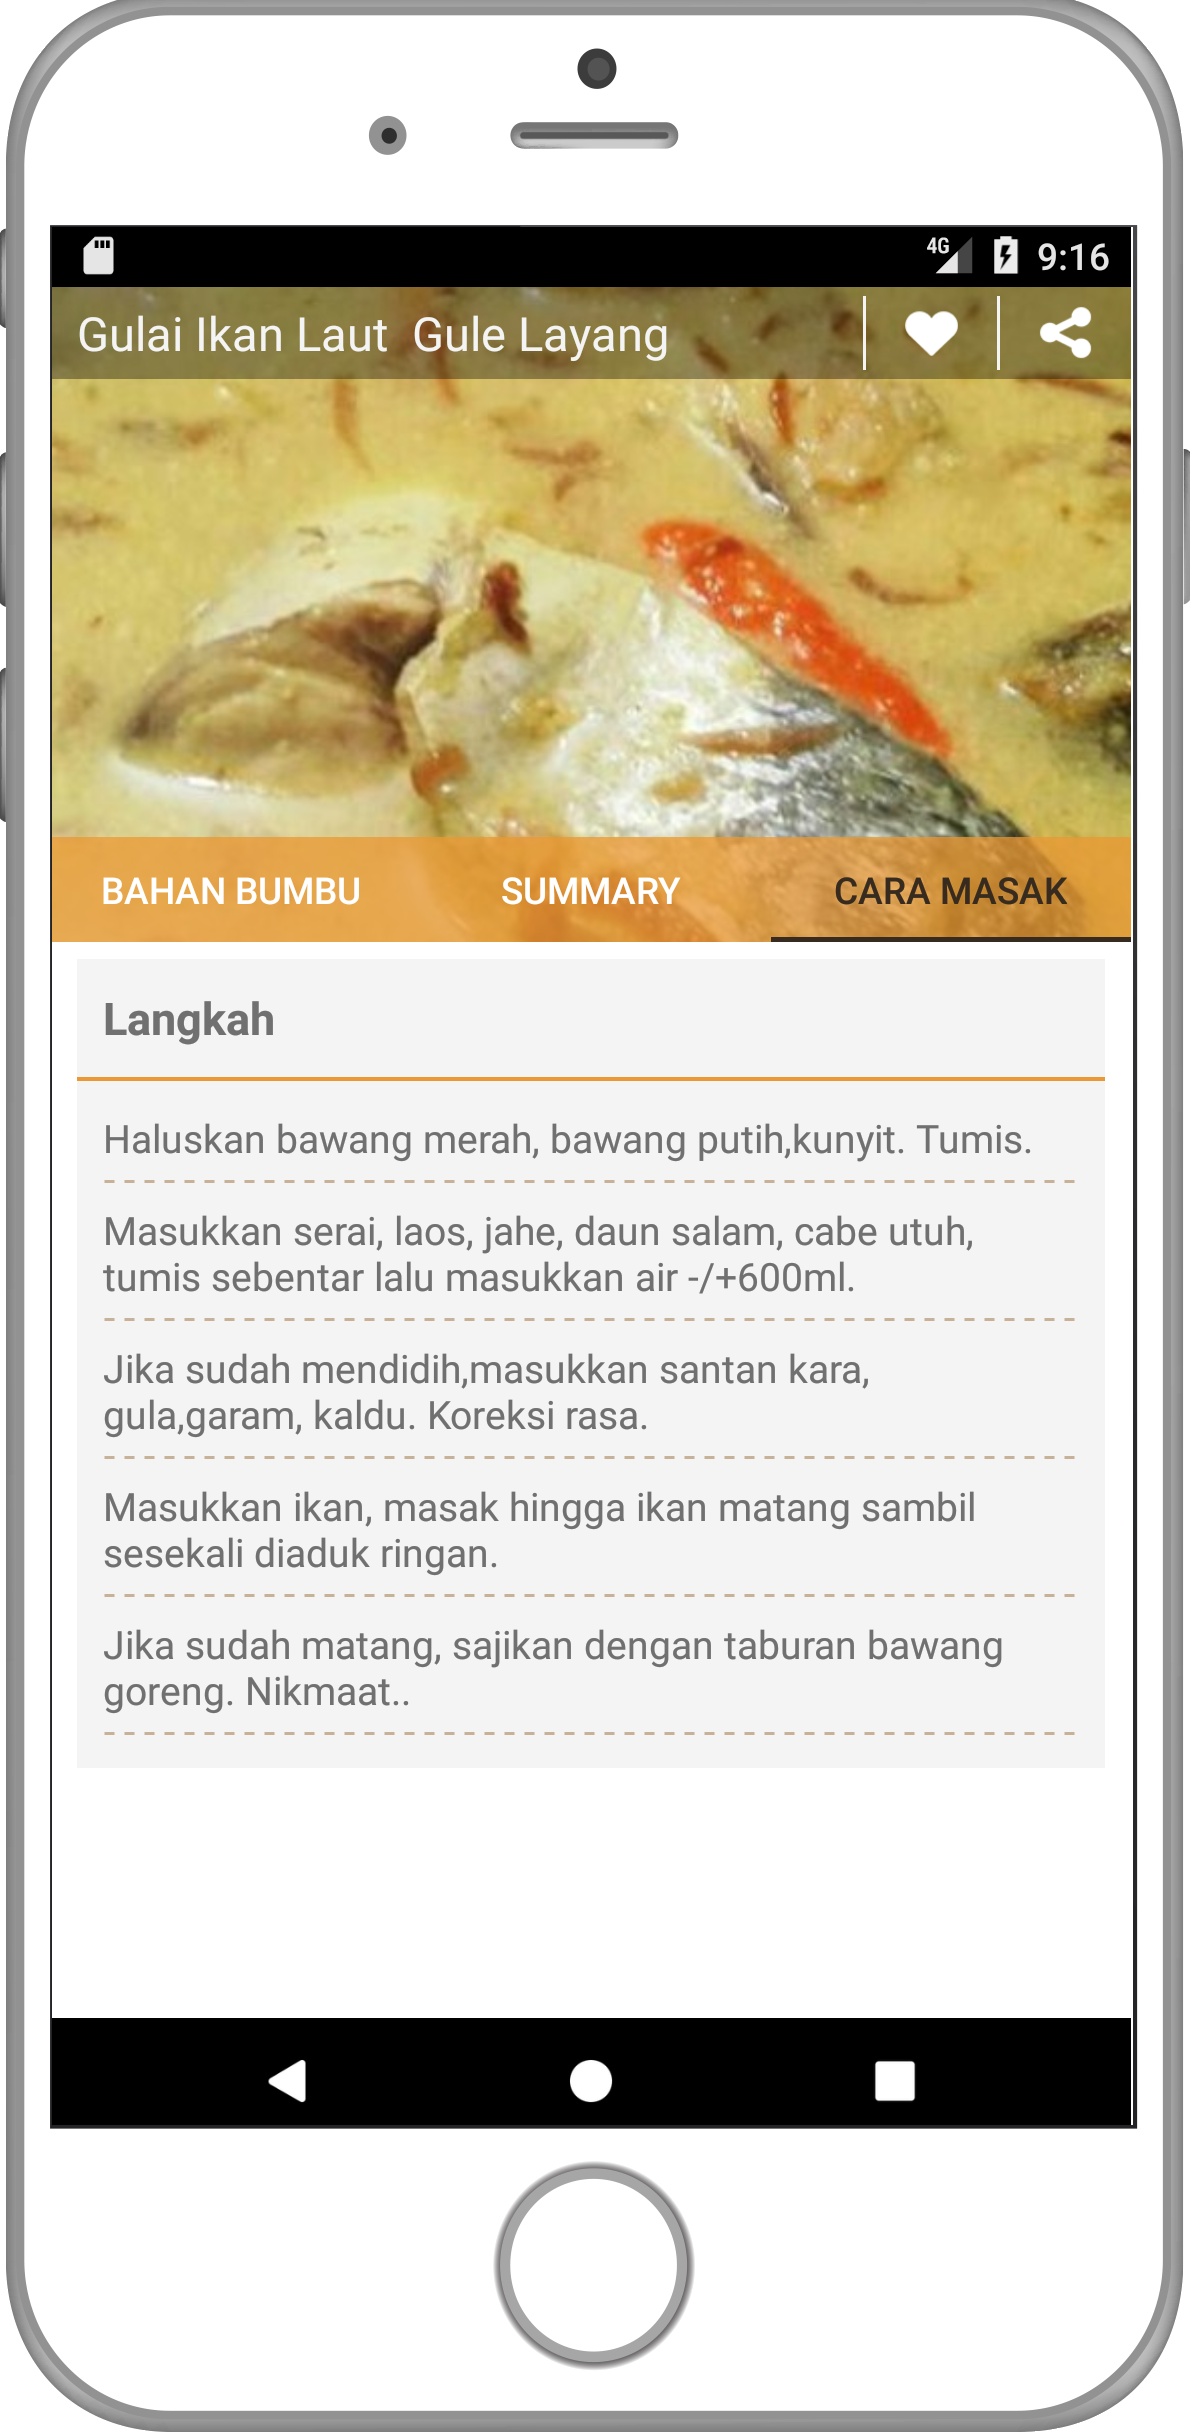 4G 9:16
Gulai Ikan Laut  Gule Layang
BAHAN BUMBU SUMMARY CARA MASAK
Langkah
Haluskan bawang merah, bawang putih,kunyit. Tumis.
Masukkan serai, laos, jahe, daun salam, cabe utuh,
tumis sebentar lalu masukkan air -/+600ml.
Jika sudah mendidih,masukkan santan kara,
gula,garam, kaldu. Koreksi rasa.
Masukkan ikan, masak hingga ikan matang sambil
sesekali diaduk ringan.
Jika sudah matang, sajikan dengan taburan bawang
goreng. Nikmaat..